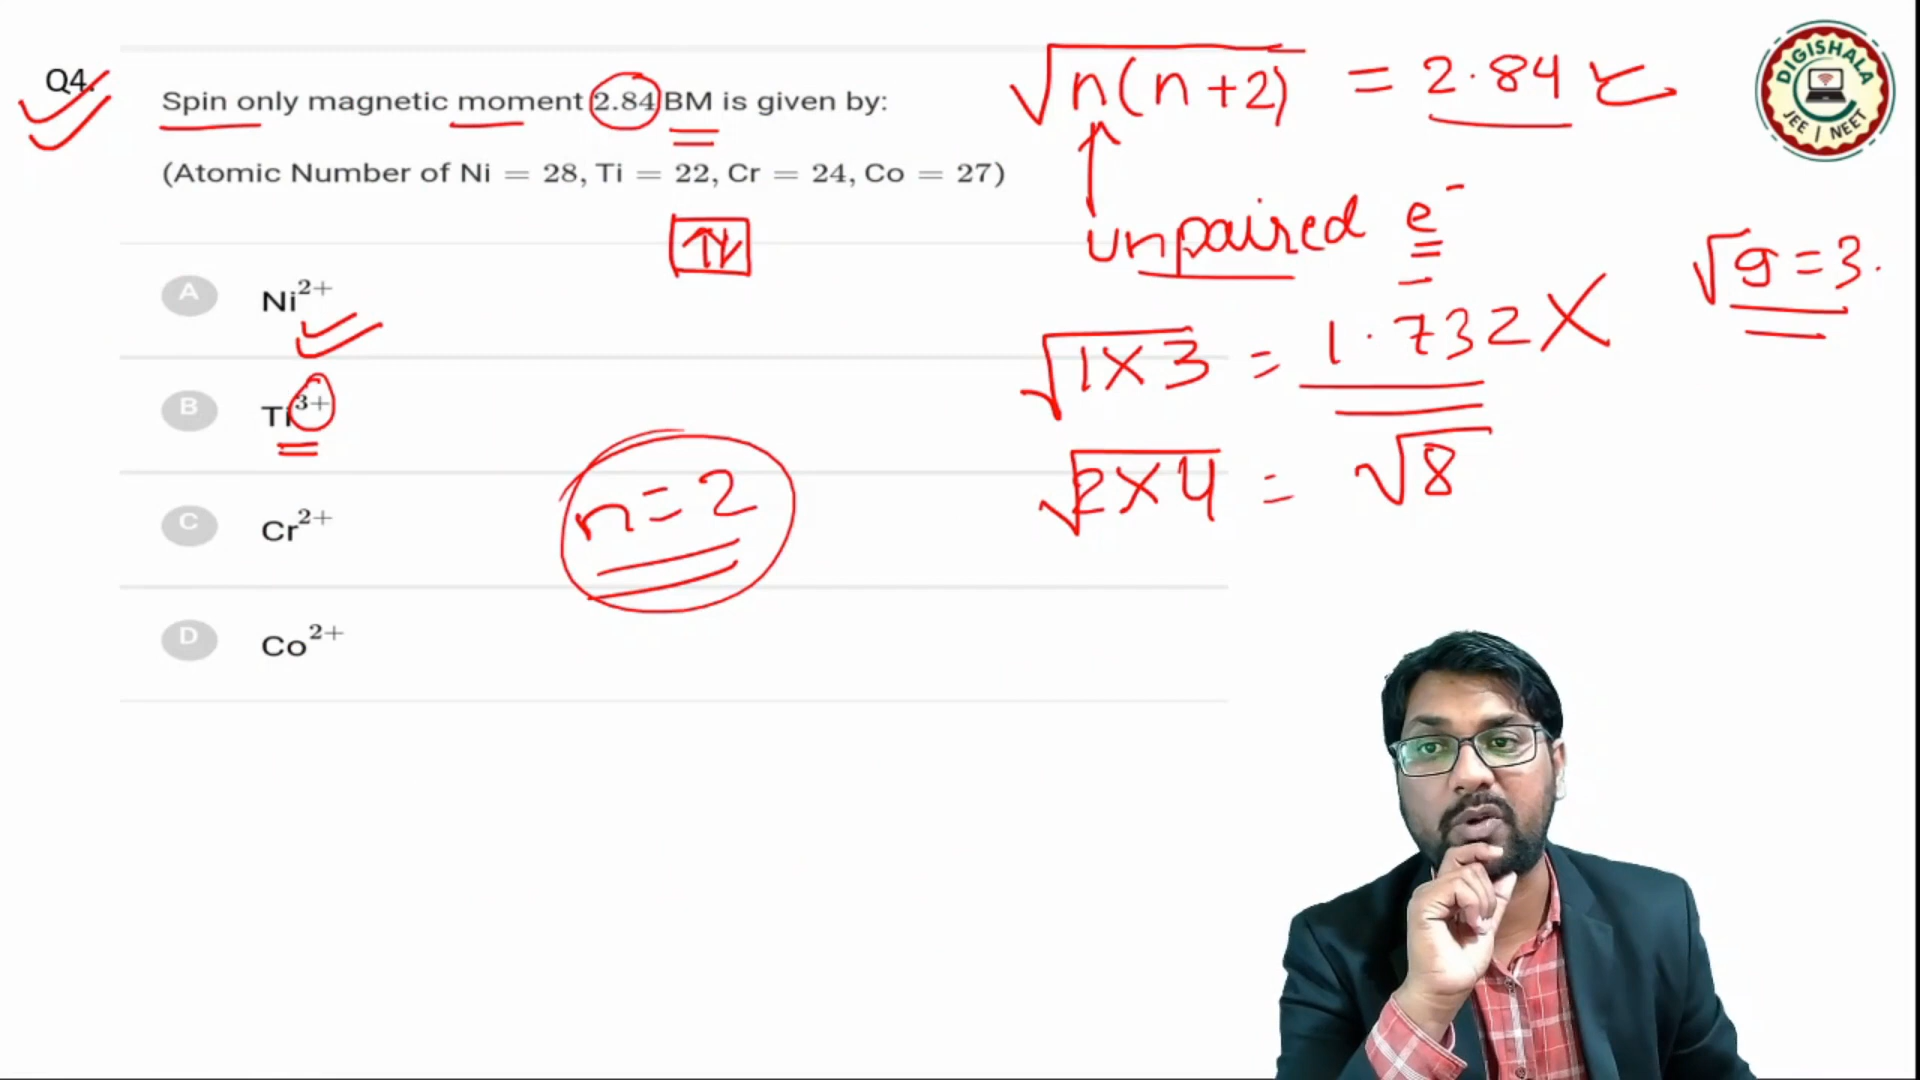 Q4.
Spin only magnetic moment 2.84 BM is given by:
(Atomic Number of Ni = 28, Ti = 22, Cr = 24, Co = 27)
A Ni²⁺
B Ti³⁺
C Cr²⁺
D Co²⁺
n = 2
√n(n+2) = 2.84
unpaired e⁻
√9 = 3.
√1×3 = 1.732 X
√2×4 = √8
DIGISHALA
JEE | NEET